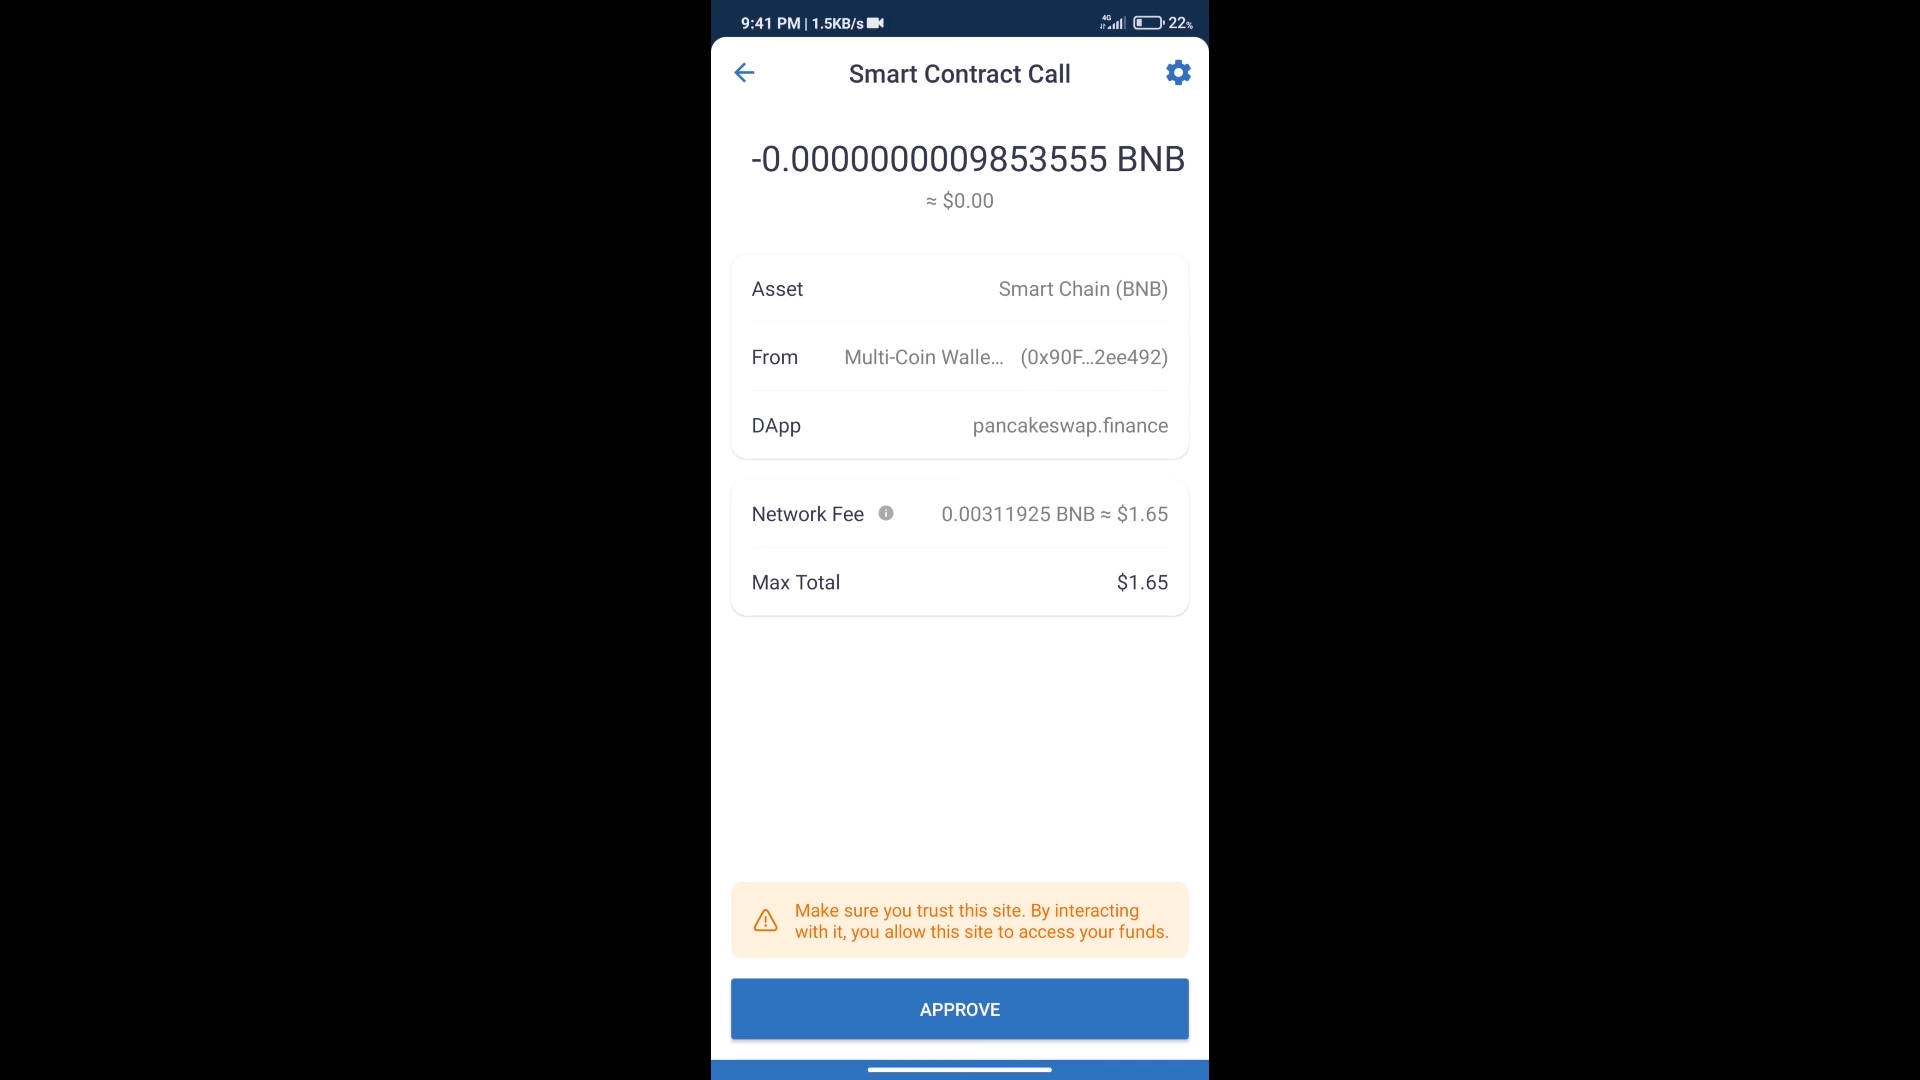 9:41 PM | 1.5KB/s
4G 22%
Smart Contract Call
-0.0000000009853555 BNB
≈ $0.00
Asset Smart Chain (BNB)
From Multi-Coin Walle... (0x90F...2ee492)
DApp pancakeswap.finance
Network Fee 0.00311925 BNB ≈ $1.65
Max Total $1.65
Make sure you trust this site. By interacting
with it, you allow this site to access your funds.
APPROVE